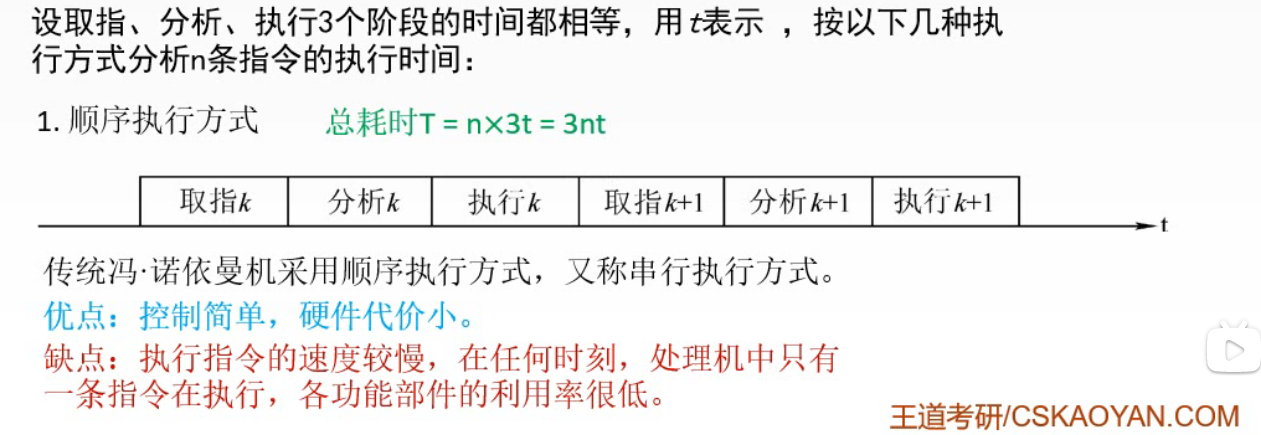 设取指、分析、执行3个阶段的时间都相等，用t表示 ，按以下几种执
行方式分析n条指令的执行时间：
1. 顺序执行方式 总耗时T = n×3t = 3nt
取指k 分析k 执行k 取指k+1 分析k+1 执行k+1
t
传统冯·诺依曼机采用顺序执行方式，又称串行执行方式。
优点：控制简单，硬件代价小。
缺点：执行指令的速度较慢，在任何时刻，处理机中只有
一条指令在执行，各功能部件的利用率很低。
王道考研/CSKAOYAN.COM